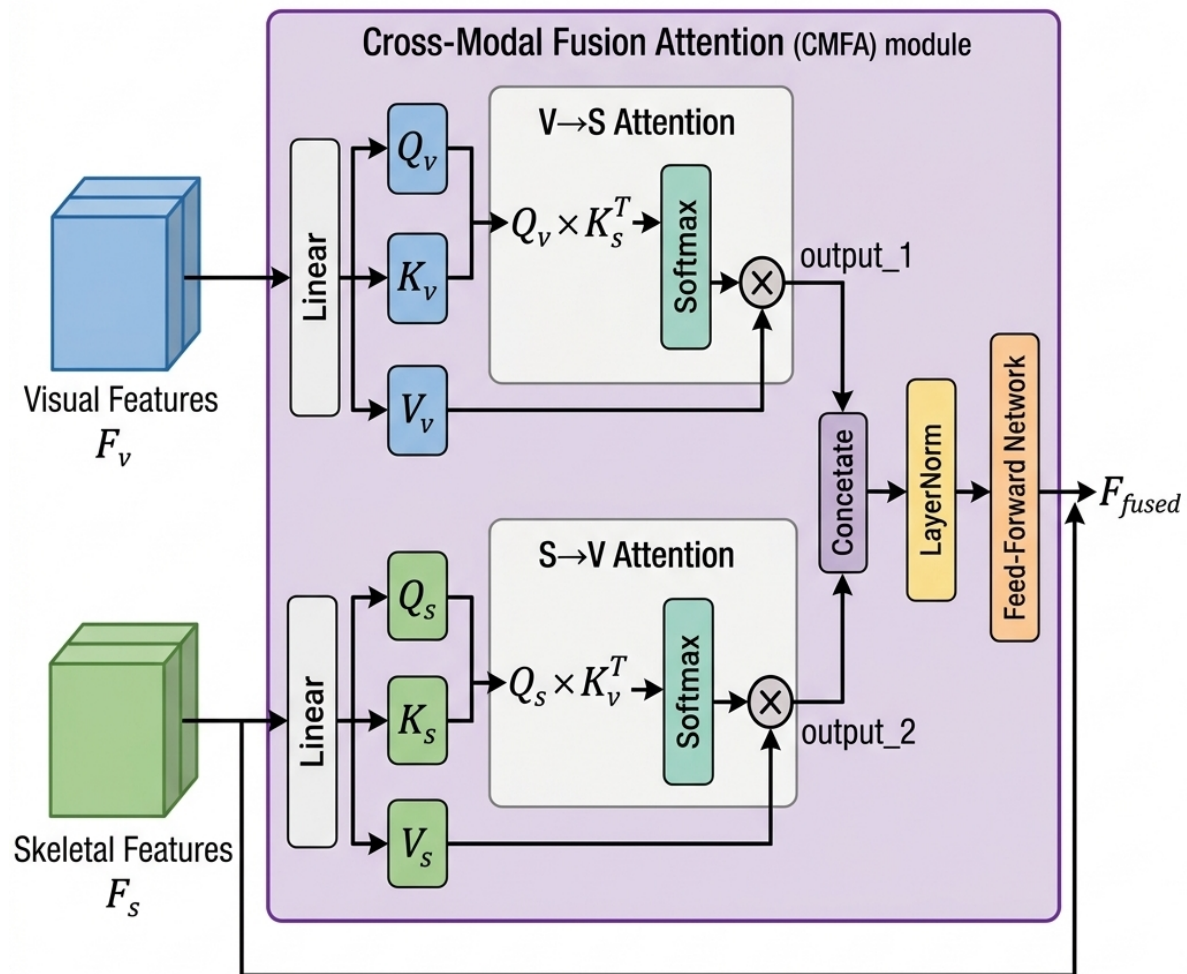 Cross-Modal Fusion Attention (CMFA) module
V→S Attention
Linear
Q_v
K_v
V_v
Q_v × K_s^T
Softmax
×
output_1
Visual Features
F_v
Concetate
LayerNorm
Feed-Forward Network
F_fused
S→V Attention
Linear
Q_s
K_s
V_s
Q_s × K_v^T
Softmax
×
output_2
Skeletal Features
F_s